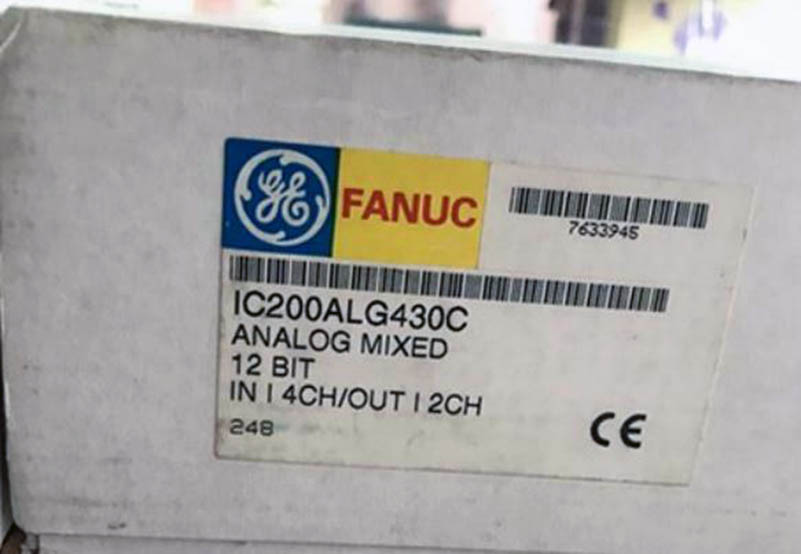 GE FANUC
7633945
IC200ALG430C
ANALOG MIXED
12 BIT
IN I 4CH/OUT I 2CH
248
CE